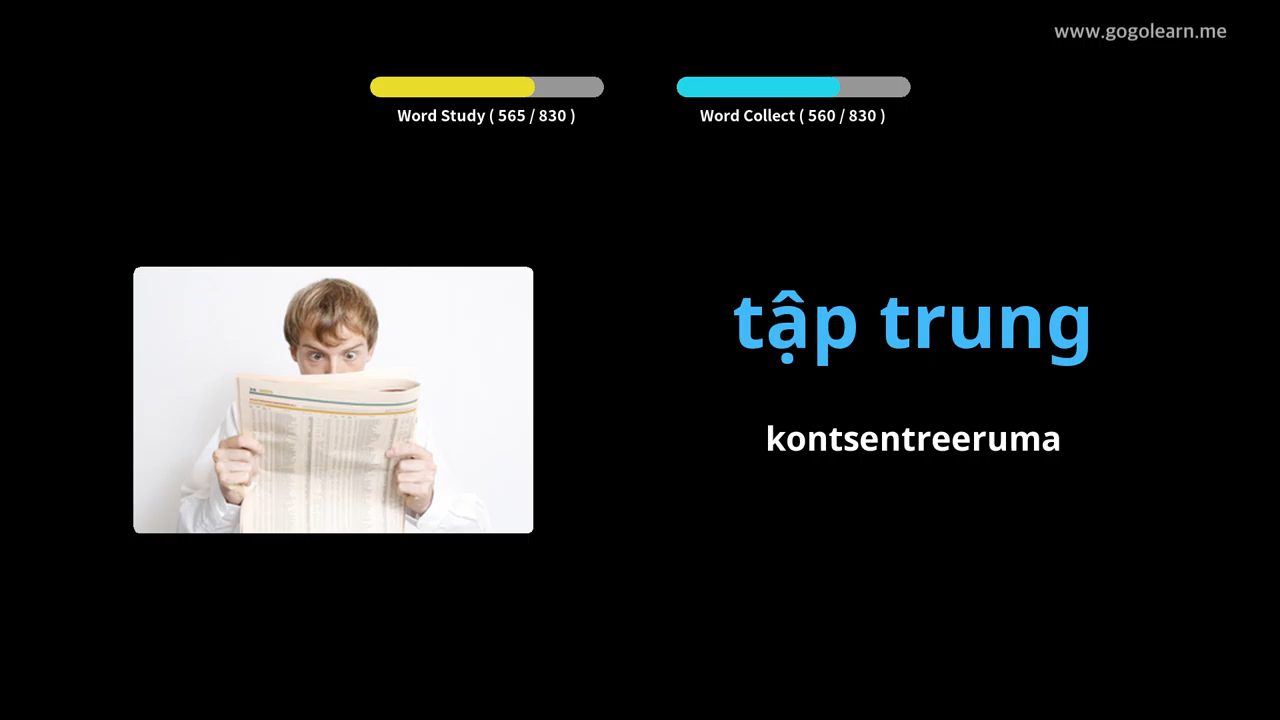 www.gogolearn.me
Word Study ( 565 / 830 )
Word Collect ( 560 / 830 )
tập trung
kontsentreeruma